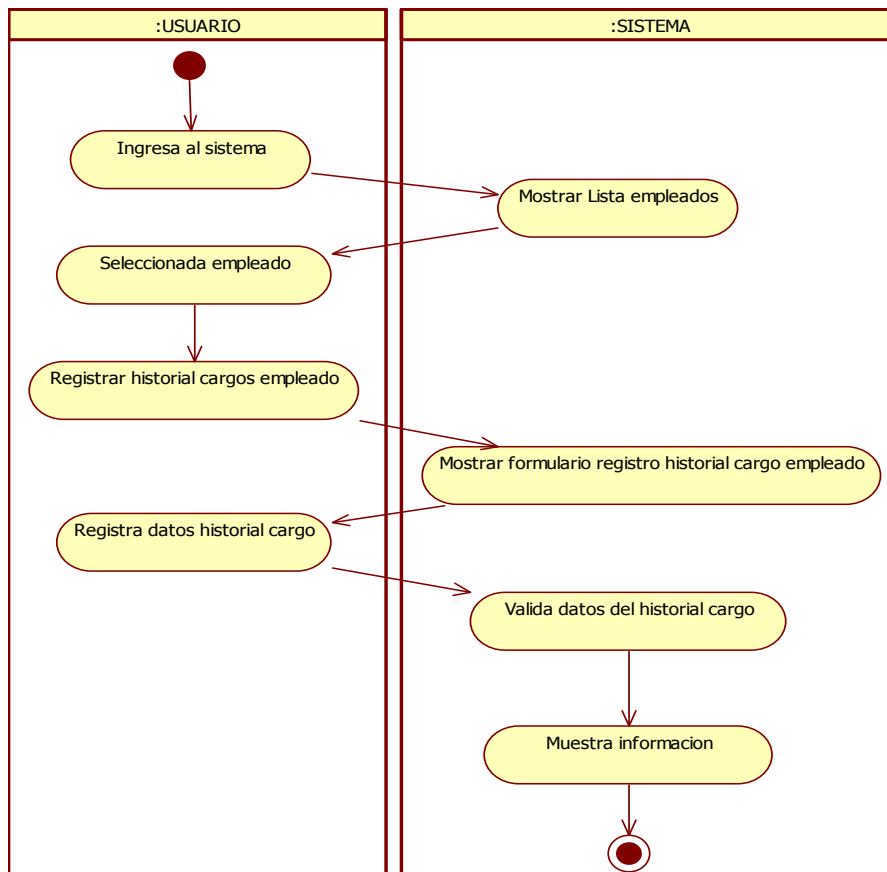 :USUARIO
:SISTEMA
Ingresa al sistema
Mostrar Lista empleados
Seleccionada empleado
Registrar historial cargos empleado
Mostrar formulario registro historial cargo empleado
Registra datos historial cargo
Valida datos del historial cargo
Muestra informacion